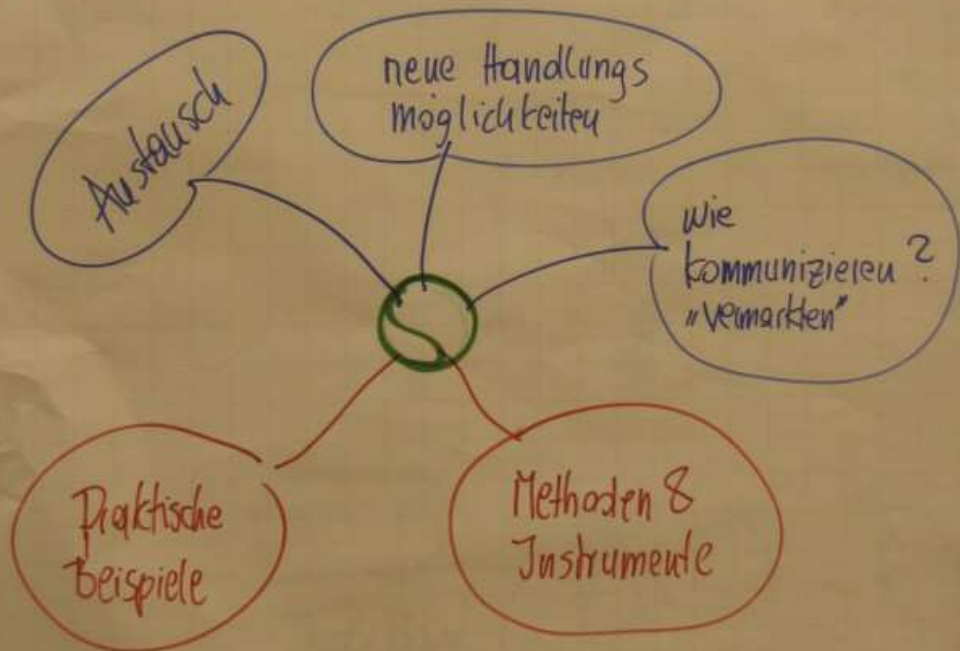 Austausch
neue Handlungs
möglichkeiten
wie
kommunizieren?
„vermarkten"
Praktische
Beispiele
Methoden &
Instrumente